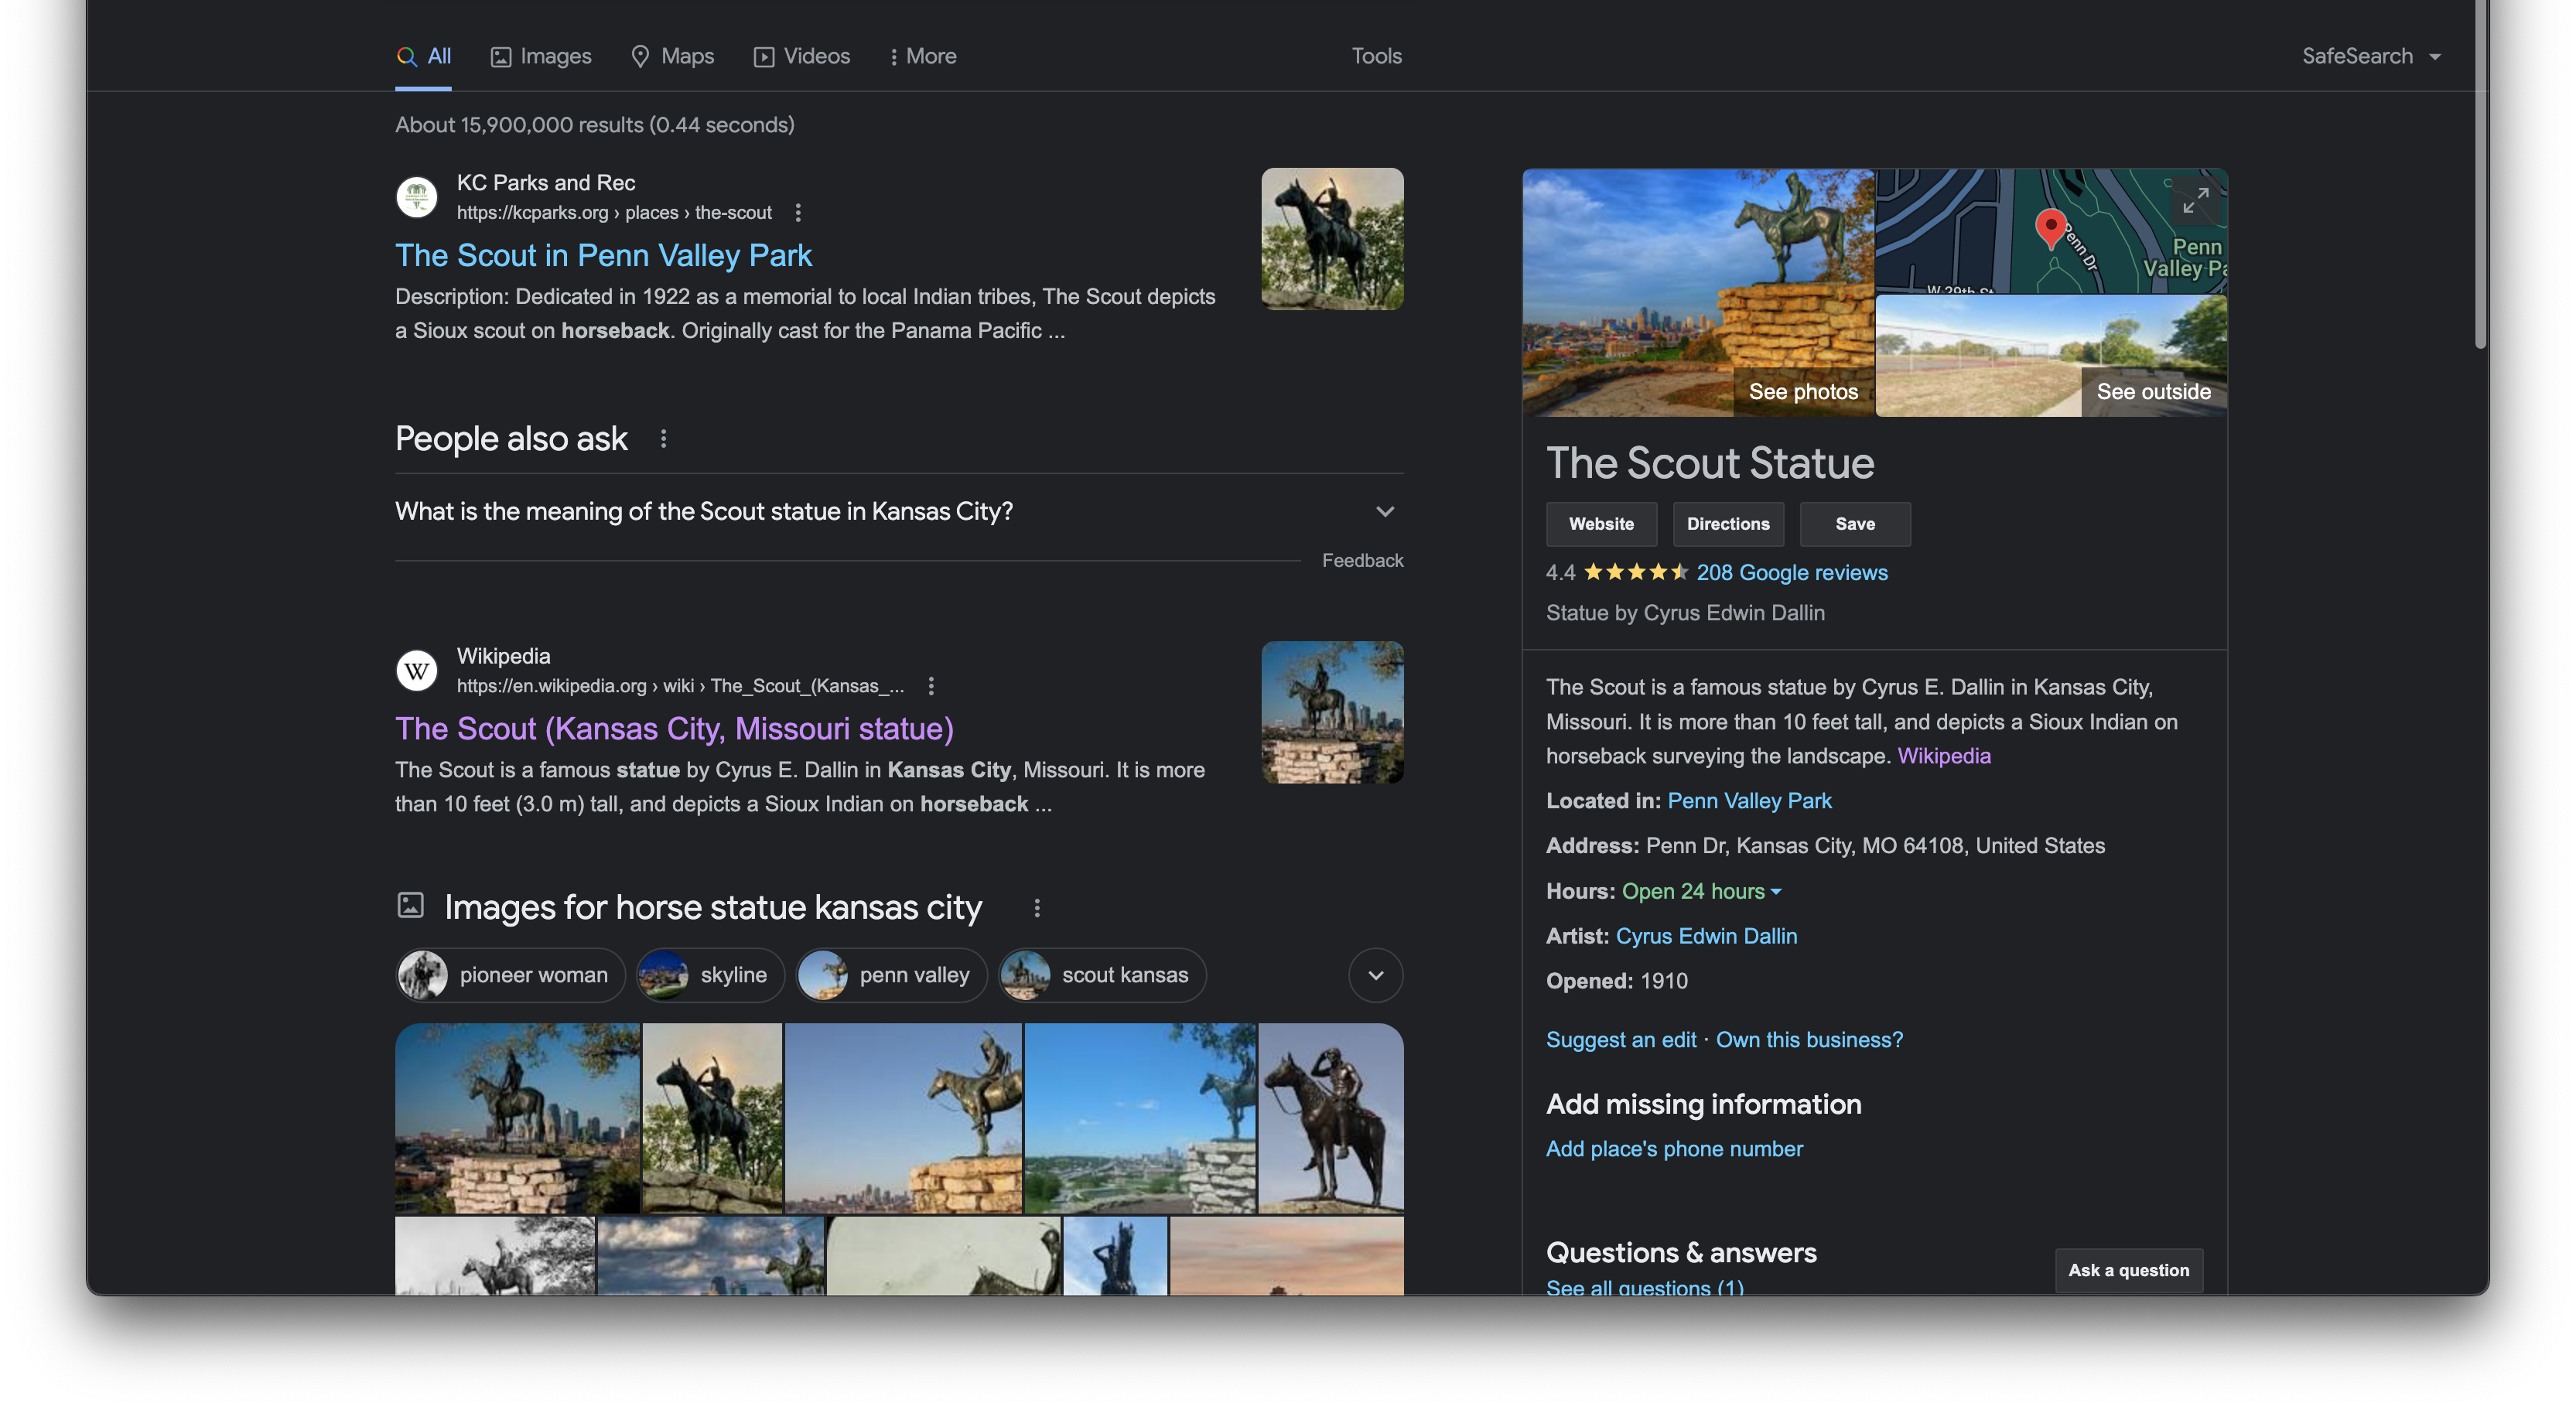 All
Images
Maps
Videos
More
Tools
SafeSearch
About 15,900,000 results (0.44 seconds)
KC Parks and Rec
https://kcparks.org › places › the-scout
The Scout in Penn Valley Park
Description: Dedicated in 1922 as a memorial to local Indian tribes, The Scout depicts
a Sioux scout on horseback. Originally cast for the Panama Pacific ...
People also ask
What is the meaning of the Scout statue in Kansas City?
Feedback
W
Wikipedia
https://en.wikipedia.org › wiki › The_Scout_(Kansas_...
The Scout (Kansas City, Missouri statue)
The Scout is a famous statue by Cyrus E. Dallin in Kansas City, Missouri. It is more
than 10 feet (3.0 m) tall, and depicts a Sioux Indian on horseback ...
Images for horse statue kansas city
pioneer woman
skyline
penn valley
scout kansas
Penn Dr
Penn
Valley Pa
W 29th St
See photos
See outside
The Scout Statue
Website
Directions
Save
4.4
208 Google reviews
Statue by Cyrus Edwin Dallin
The Scout is a famous statue by Cyrus E. Dallin in Kansas City,
Missouri. It is more than 10 feet tall, and depicts a Sioux Indian on
horseback surveying the landscape. Wikipedia
Located in: Penn Valley Park
Address: Penn Dr, Kansas City, MO 64108, United States
Hours: Open 24 hours
Artist: Cyrus Edwin Dallin
Opened: 1910
Suggest an edit · Own this business?
Add missing information
Add place's phone number
Questions & answers
See all questions (1)
Ask a question